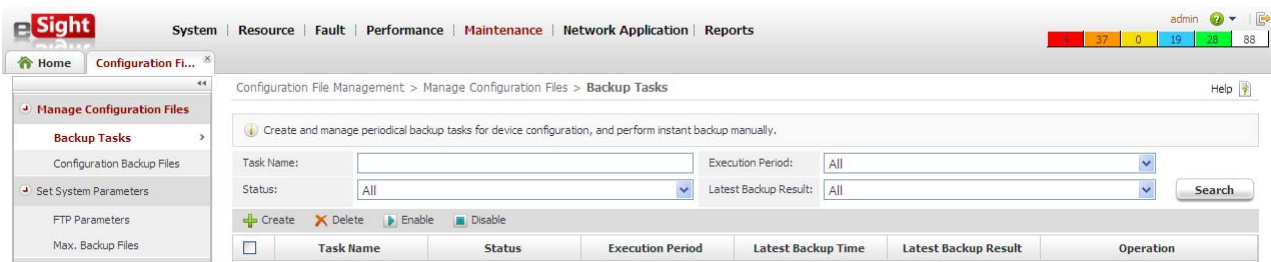 eSight
System | Resource | Fault | Performance | Maintenance | Network Application | Reports
admin
4 37 0 19 28 88
Home Configuration Fi...
Configuration File Management > Manage Configuration Files > Backup Tasks Help
Manage Configuration Files
Backup Tasks
Configuration Backup Files
Set System Parameters
FTP Parameters
Max. Backup Files
Create and manage periodical backup tasks for device configuration, and perform instant backup manually.
Task Name: Execution Period: All
Status: All Latest Backup Result: All Search
Create Delete Enable Disable
Task Name Status Execution Period Latest Backup Time Latest Backup Result Operation